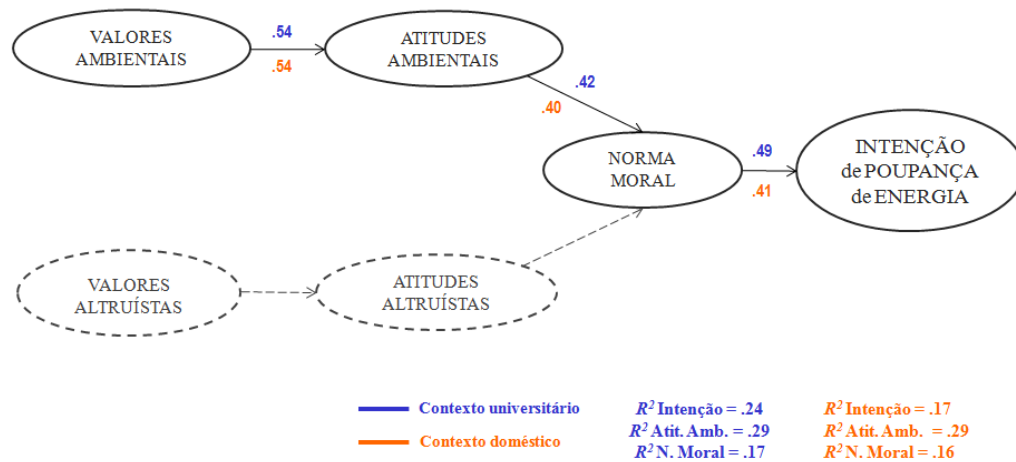 VALORES
AMBIENTAIS
.54
.54
ATITUDES
AMBIENTAIS
.42
.40
NORMA
MORAL
.49
.41
INTENÇÃO
de POUPANÇA
de ENERGIA
VALORES
ALTRUÍSTAS
ATITUDES
ALTRUÍSTAS
Contexto universitário
Contexto doméstico
R² Intenção = .24
R² Atit. Amb. = .29
R² N. Moral = .17
R² Intenção = .17
R² Atit. Amb. = .29
R² N. Moral = .16